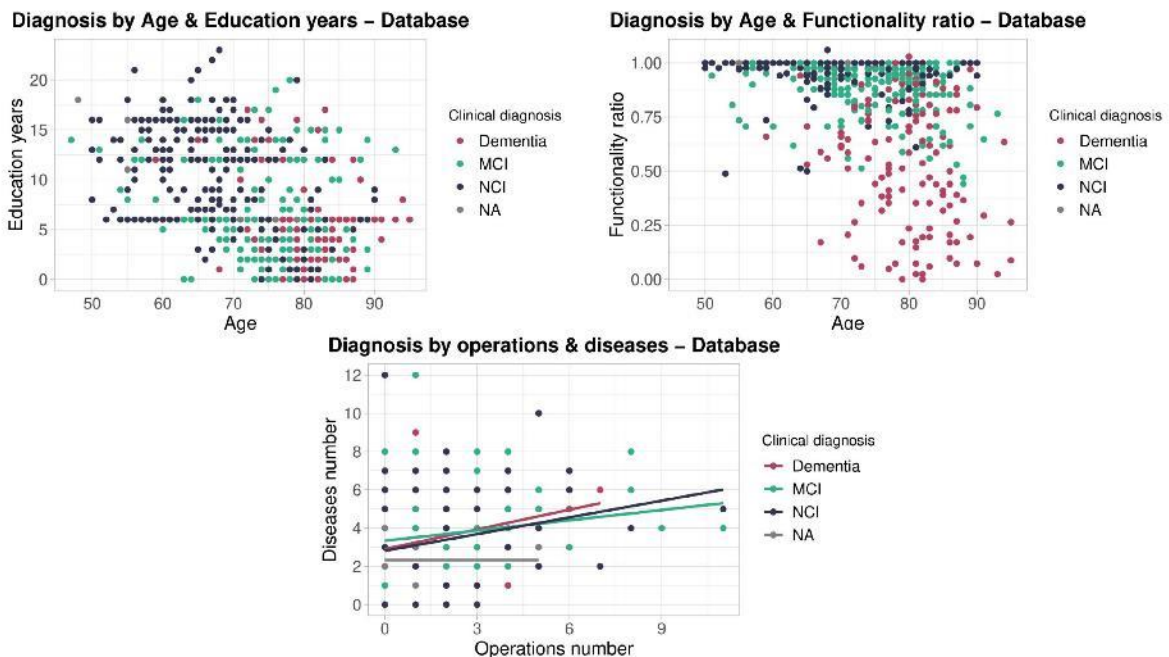 Diagnosis by Age & Education years – Database
Education years
20
15
10
5
0
50 60 70 80 90
Age
Clinical diagnosis
Dementia
MCI
NCI
NA
Diagnosis by Age & Functionality ratio – Database
Functionality ratio
1.00
0.75
0.50
0.25
0.00
50 60 70 80 90
Age
Clinical diagnosis
Dementia
MCI
NCI
NA
Diagnosis by operations & diseases – Database
Diseases number
12
10
8
6
4
2
0
0 3 6 9
Operations number
Clinical diagnosis
Dementia
MCI
NCI
NA